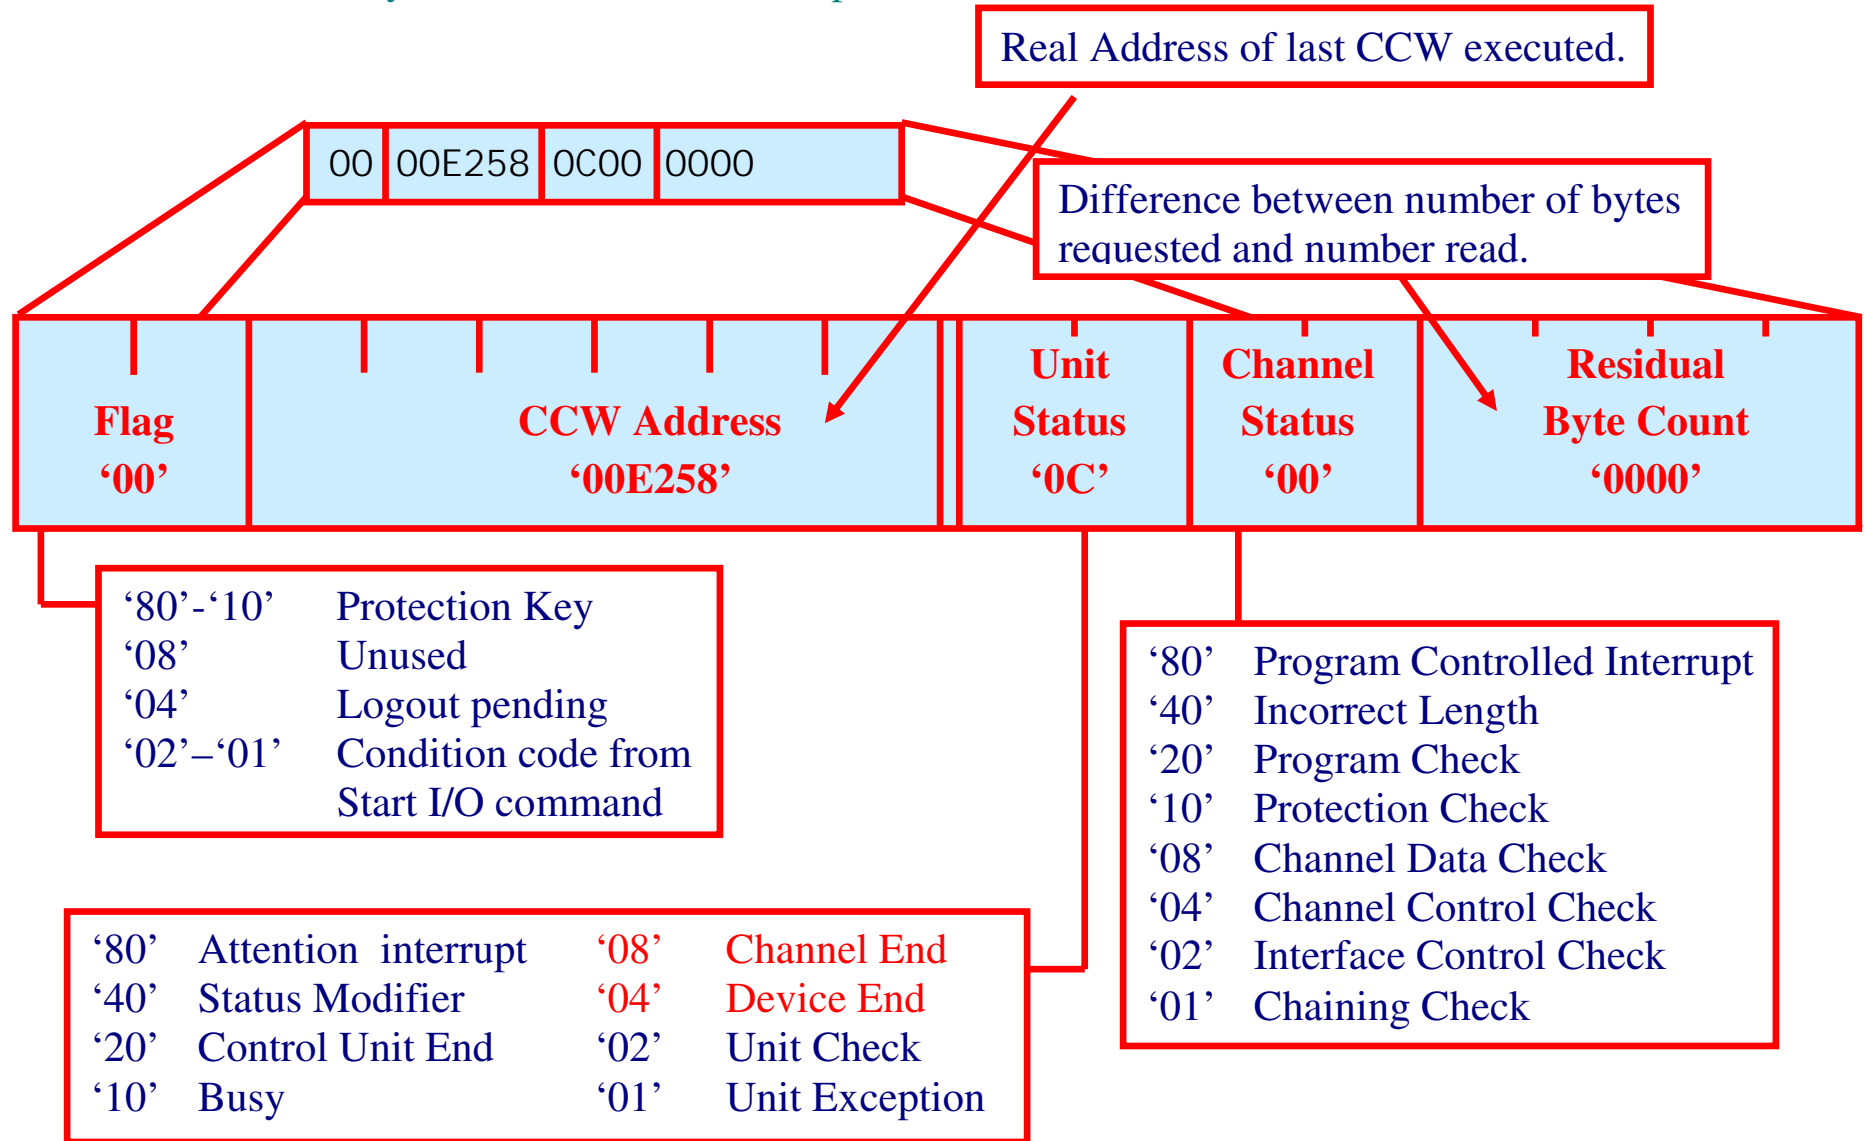 Real Address of last CCW executed.
00 00E258 0C00 0000
Difference between number of bytes
requested and number read.
Flag
‘00’
CCW Address
‘00E258’
Unit
Status
‘0C’
Channel
Status
‘00’
Residual
Byte Count
‘0000’
‘80’-‘10’ Protection Key
‘08’ Unused
‘04’ Logout pending
‘02’–‘01’ Condition code from
Start I/O command
‘80’ Program Controlled Interrupt
‘40’ Incorrect Length
‘20’ Program Check
‘10’ Protection Check
‘08’ Channel Data Check
‘04’ Channel Control Check
‘02’ Interface Control Check
‘01’ Chaining Check
‘80’ Attention interrupt ‘08’ Channel End
‘40’ Status Modifier ‘04’ Device End
‘20’ Control Unit End ‘02’ Unit Check
‘10’ Busy ‘01’ Unit Exception